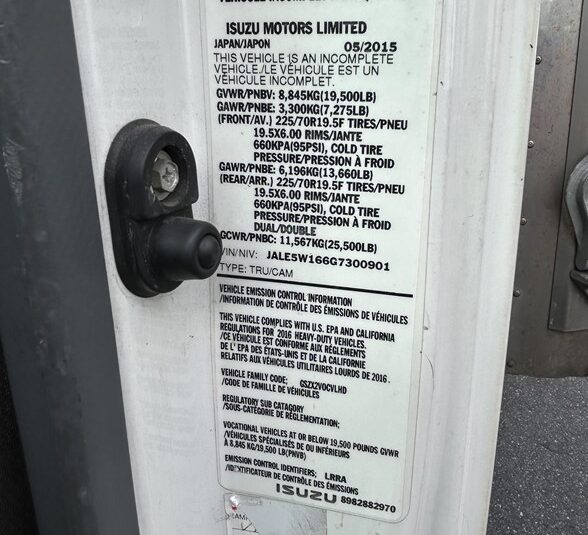 ISUZU MOTORS LIMITED
JAPAN/JAPON 05/2015
THIS VEHICLE IS AN INCOMPLETE
VEHICLE./LE VÉHICULE EST UN
VÉHICULE INCOMPLET.
GVWR/PNBV: 8,845KG(19,500LB)
GAWR/PNBE: 3,300KG(7,275LB)
(FRONT/AV.) 225/70R19.5F TIRES/PNEU
19.5X6.00 RIMS/JANTE
660KPA(95PSI), COLD TIRE
PRESSURE/PRESSION À FROID
GAWR/PNBE: 6,196KG(13,660LB)
(REAR/ARR.) 225/70R19.5F TIRES/PNEU
19.5X6.00 RIMS/JANTE
660KPA(95PSI), COLD TIRE
PRESSURE/PRESSION À FROID
DUAL/DOUBLE
GCWR/PNBC: 11,567KG(25,500LB)
/IN/NIV: JALE5W166G7300901
TYPE: TRU/CAM
VEHICLE EMISSION CONTROL INFORMATION
/INFORMATION DE CONTRÔLE DES ÉMISSIONS DE VÉHICULES
THIS VEHICLE COMPLIES WITH U.S. EPA AND CALIFORNIA
REGULATIONS FOR 2016 HEAVY-DUTY VEHICLES.
/CE VÉHICULE EST CONFORME AUX RÈGLEMENTS
DE L' EPA DES ÉTATS-UNIS ET DE LA CALIFORNIE
RELATIFS AUX VÉHICULES UTILITAIRES LOURDS DE 2016.
VEHICLE FAMILY CODE: GSZX2VOCVLHD
/CODE DE FAMILLE DE VÉHICULES
REGULATORY SUB CATAGORY
/SOUS-CATÉGORIE DE RÉGLEMENTATION:
VOCATIONAL VEHICLES AT OR BELOW 19,500 POUNDS GVWR
/VÉHICULES SPÉCIALISÉS DE OU INFÉRIEURS
À 8,845 KG/19,500 LB(PNVB)
EMISSION CONTROL IDENTIFIERS: LRRA
/IDENTIFICATEUR DES ÉMISSIONS DE CONTRÔLE
ISUZU 8982882970